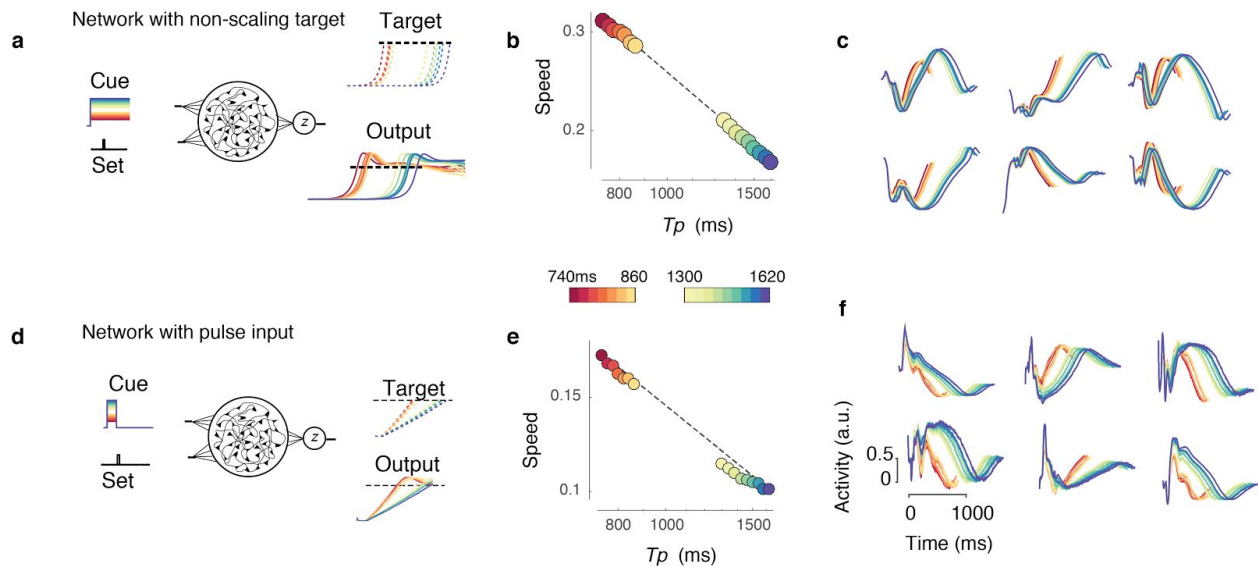 Network with non-scaling target
a
Cue
Set
z
Target
Output
b
Speed
0.3
0.2
800
1000
1500
Tp (ms)
c
740ms
860
1300
1620
d
Network with pulse input
Cue
Set
z
Target
Output
e
Speed
0.15
0.1
800
1000
1500
Tp (ms)
f
Activity (a.u.)
0.5
0
0
1000
Time (ms)